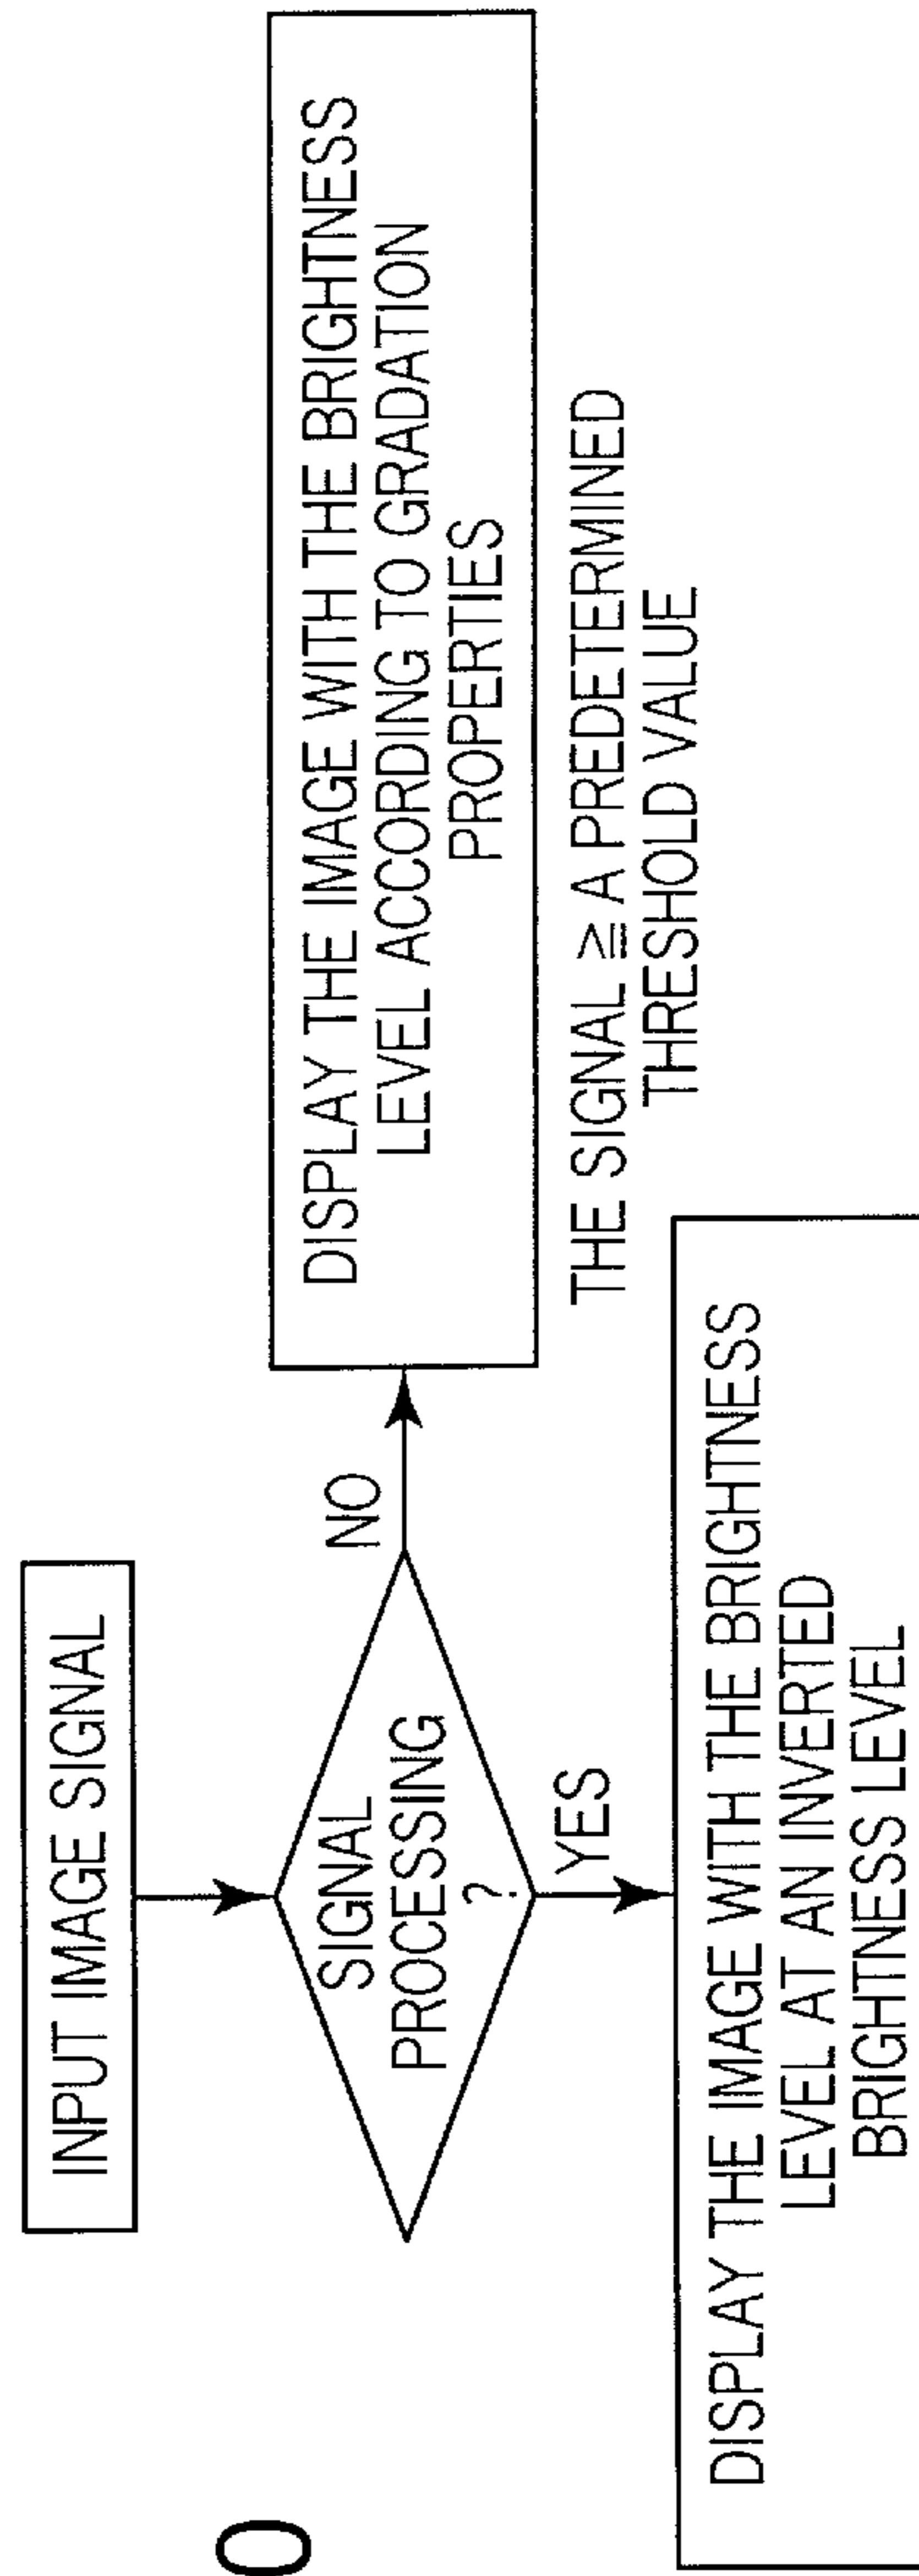 INPUT IMAGE SIGNAL
SIGNAL
PROCESSING
?
NO
DISPLAY THE IMAGE WITH THE BRIGHTNESS
LEVEL ACCORDING TO GRADATION
PROPERTIES
THE SIGNAL ≧ A PREDETERMINED
THRESHOLD VALUE
YES
DISPLAY THE IMAGE WITH THE BRIGHTNESS
LEVEL AT AN INVERTED
BRIGHTNESS LEVEL
0